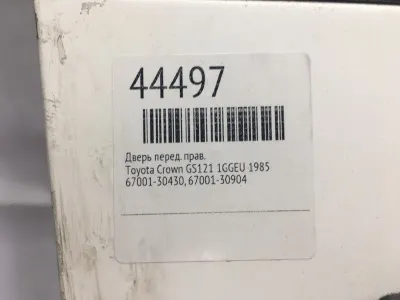 44497
Дверь перед. прав.
Toyota Crown GS121 1GGEU 1985
67001-30430, 67001-30904